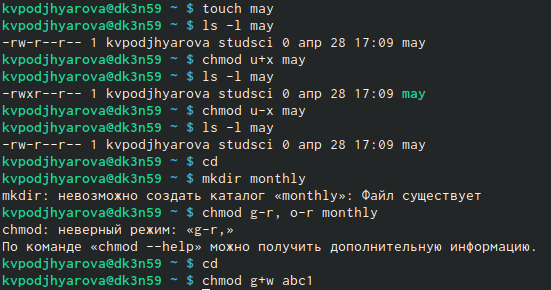 kvpodjhyarova@dk3n59 ~ $ touch may
kvpodjhyarova@dk3n59 ~ $ ls -l may
-rw-r--r-- 1 kvpodjhyarova studsci 0 апр 28 17:09 may
kvpodjhyarova@dk3n59 ~ $ chmod u+x may
kvpodjhyarova@dk3n59 ~ $ ls -l may
-rwxr--r-- 1 kvpodjhyarova studsci 0 апр 28 17:09 may
kvpodjhyarova@dk3n59 ~ $ chmod u-x may
kvpodjhyarova@dk3n59 ~ $ ls -l may
-rw-r--r-- 1 kvpodjhyarova studsci 0 апр 28 17:09 may
kvpodjhyarova@dk3n59 ~ $ cd
kvpodjhyarova@dk3n59 ~ $ mkdir monthly
mkdir: невозможно создать каталог «monthly»: Файл существует
kvpodjhyarova@dk3n59 ~ $ chmod g-r, o-r monthly
chmod: неверный режим: «g-r,»
По команде «chmod --help» можно получить дополнительную информацию.
kvpodjhyarova@dk3n59 ~ $ cd
kvpodjhyarova@dk3n59 ~ $ chmod g+w abc1